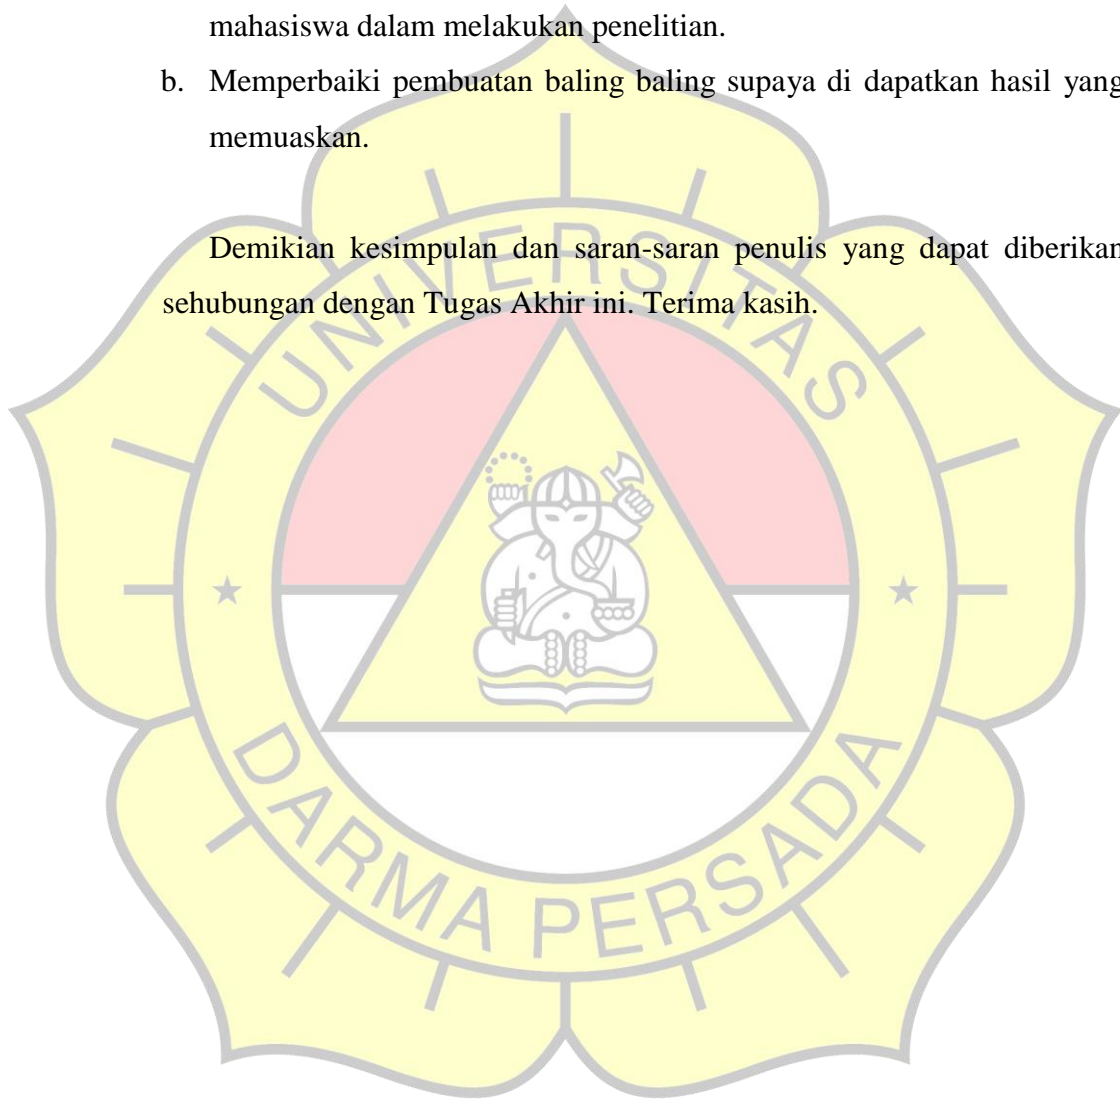 mahasiswa dalam melakukan penelitian.
b. Memperbaiki pembuatan baling baling supaya di dapatkan hasil yang
memuaskan.
Demikian kesimpulan dan saran-saran penulis yang dapat diberikan
sehubungan dengan Tugas Akhir ini. Terima kasih.
UNIVERSITAS
DARMA PERSADA